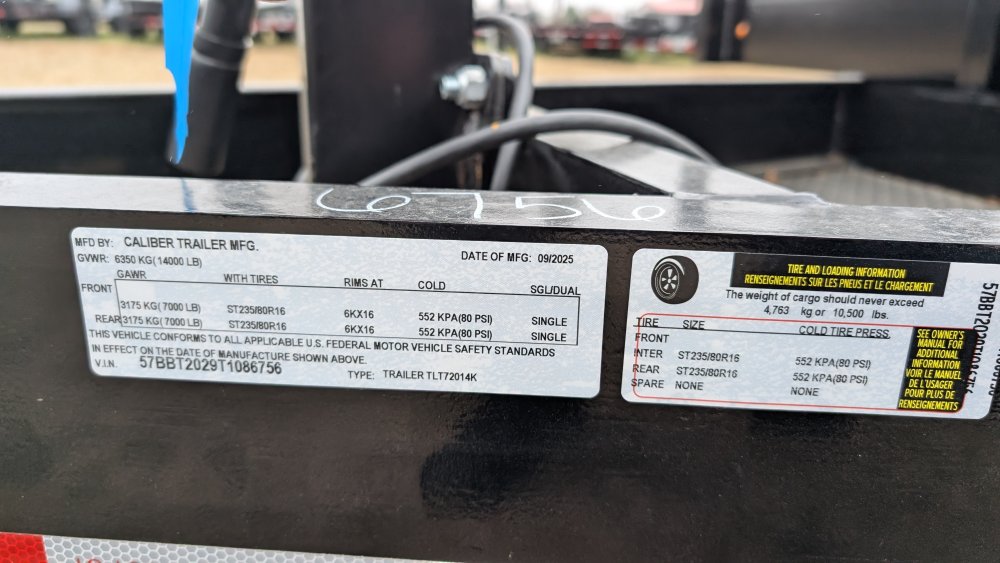 6756
MFD BY: CALIBER TRAILER MFG.
DATE OF MFG: 09/2025
GVWR: 6350 KG(14000 LB)
GAWR WITH TIRES RIMS AT COLD SGL/DUAL
FRONT
3175 KG(7000 LB) ST235/80R16 6KX16 552 KPA(80 PSI) SINGLE
REAR 3175 KG(7000 LB) ST235/80R16 6KX16 552 KPA(80 PSI) SINGLE
THIS VEHICLE CONFORMS TO ALL APPLICABLE U.S. FEDERAL MOTOR VEHICLE SAFETY STANDARDS
IN EFFECT ON THE DATE OF MANUFACTURE SHOWN ABOVE.
V.I.N. 57BBT2029T1086756
TYPE: TRAILER TLT72014K
TIRE AND LOADING INFORMATION
RENSEIGNEMENTS SUR LES PNEUS ET LE CHARGEMENT
The weight of cargo should never exceed
4,763 kg or 10,500 lbs.
TIRE SIZE COLD TIRE PRESS.
FRONT
INTER ST235/80R16 552 KPA(80 PSI)
REAR ST235/80R16 552 KPA(80 PSI)
SPARE NONE NONE
SEE OWNER'S
MANUAL FOR
ADDITIONAL
INFORMATION
VOIR LE MANUEL
DE L'USAGER
POUR PLUS DE
RENSEIGNEMENTS
57BBT2029T1086756